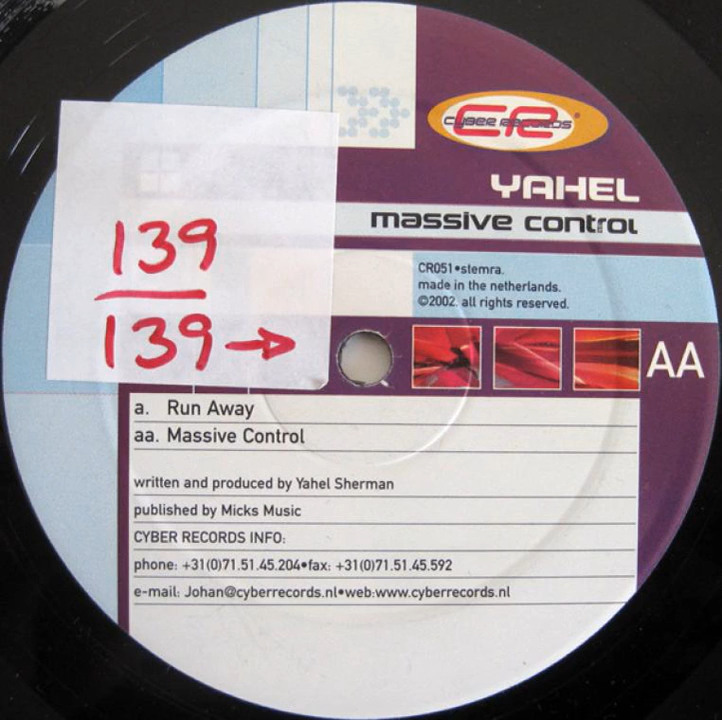 CR
CYBER RECORDS
YAHEL
massive control
139
139 →
CR051•stemra.
made in the netherlands.
©2002. all rights reserved.
AA
a. Run Away
aa. Massive Control
written and produced by Yahel Sherman
published by Micks Music
CYBER RECORDS INFO:
phone: +31(0)71.51.45.204•fax: +31(0)71.51.45.592
e-mail: Johan@cyberrecords.nl•web:www.cyberrecords.nl